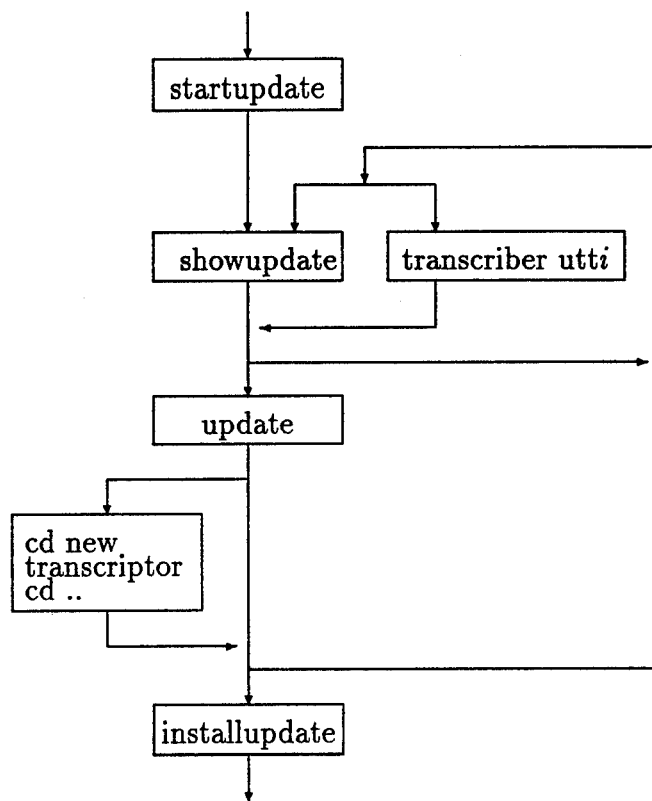 startupdate
showupdate
transcriber utti
update
cd new
transcriptor
cd ..
installupdate